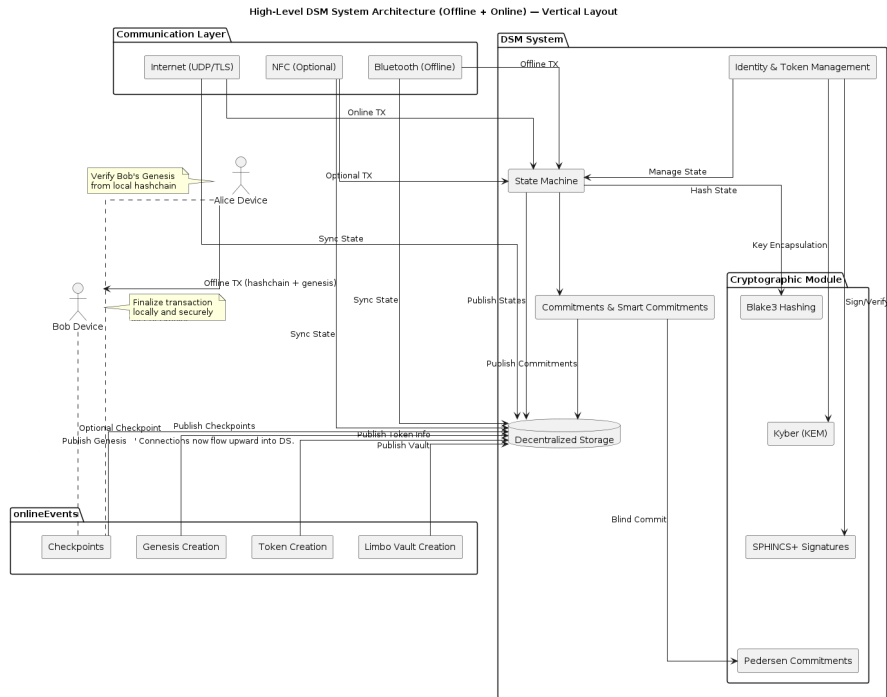 High-Level DSM System Architecture (Offline + Online) — Vertical Layout
Communication Layer
DSM System
Internet (UDP/TLS)
NFC (Optional)
Bluetooth (Offline)
Offline TX
Identity & Token Management
Online TX
Verify Bob's Genesis
from local hashchain
Alice Device
Optional TX
State Machine
Manage State
Hash State
Sync State
Key Encapsulation
Offline TX (hashchain + genesis)
Cryptographic Module
Finalize transaction
locally and securely
Bob Device
Sync State
Publish States
Commitments & Smart Commitments
Blake3 Hashing
Sign/Verify
Sync State
Publish Commitments
Optional Checkpoint
Publish Checkpoints
Publish Token Info
Publish Genesis
' Connections now flow upward into DS.
Publish Vault
Decentralized Storage
Kyber (KEM)
onlineEvents
Blind Commit
Checkpoints
Genesis Creation
Token Creation
Limbo Vault Creation
SPHINCS+ Signatures
Pedersen Commitments